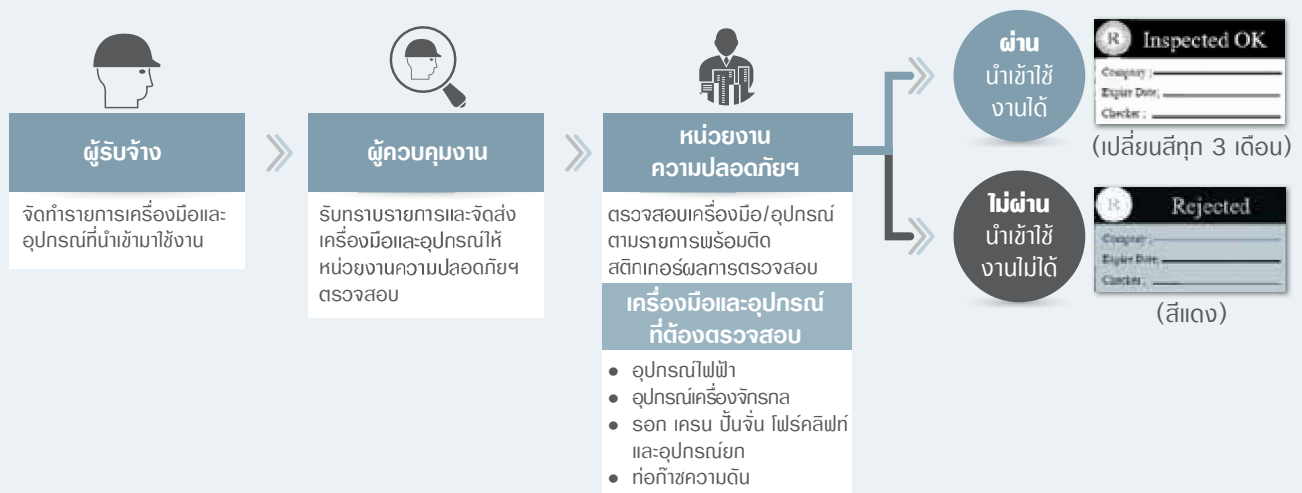 ผู้รับจ้าง
จัดทำรายการเครื่องมือและ
อุปกรณ์ที่นำเข้ามาใช้งาน
ผู้ควบคุมงาน
รับทราบรายการและจัดส่ง
เครื่องมือและอุปกรณ์ให้
หน่วยงานความปลอดภัยฯ
ตรวจสอบ
หน่วยงาน
ความปลอดภัยฯ
ตรวจสอบเครื่องมือ/อุปกรณ์
ตามรายการพร้อมติด
สติกเกอร์ผลการตรวจสอบ
เครื่องมือและอุปกรณ์
ที่ต้องตรวจสอบ
• อุปกรณ์ไฟฟ้า
• อุปกรณ์เครื่องจักรกล
• รอก เครน ปั้นจั่น โฟร์คลิฟท์
และอุปกรณ์ยก
• ท่อก๊าซความดัน
ผ่าน
นำเข้าใช้
งานได้
R Inspected OK
Company :
Expire Date:
Checker :
(เปลี่ยนสีทุก 3 เดือน)
ไม่ผ่าน
นำเข้าใช้
งานไม่ได้
R Rejected
Company :
Expire Date:
Checker :
(สีแดง)